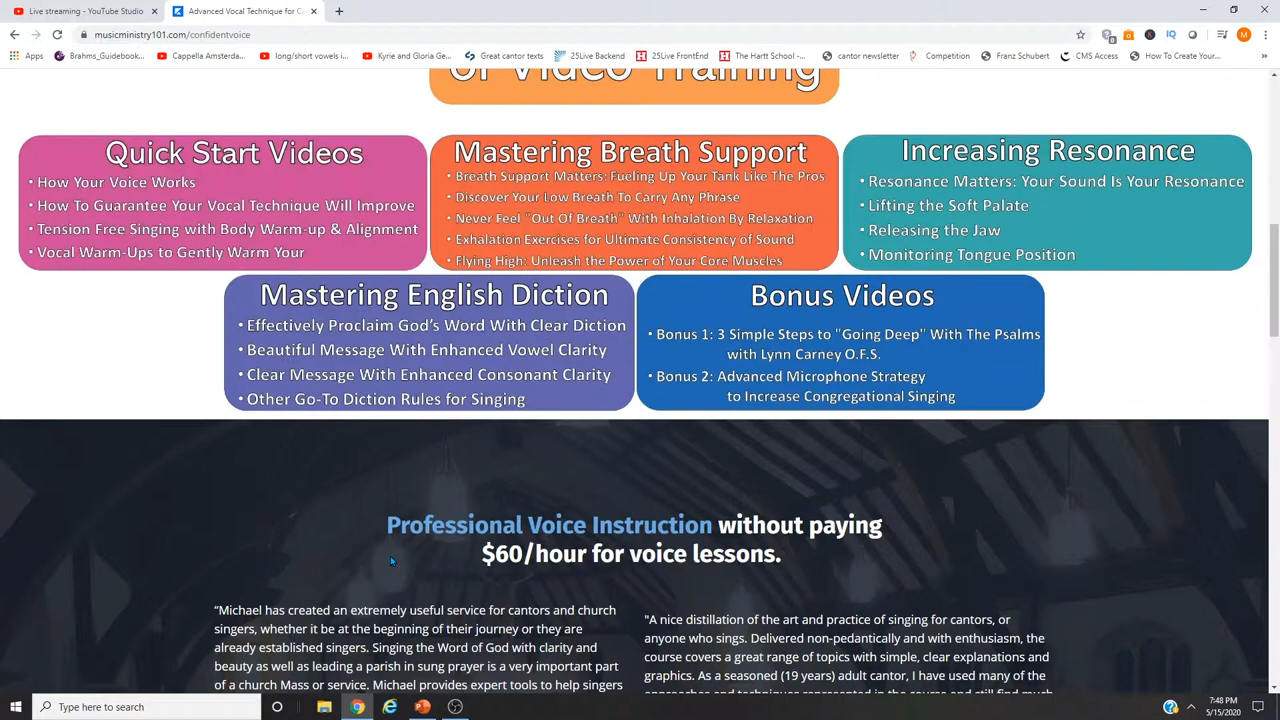 Live streaming - YouTube Studio
Advanced Vocal Technique for Ca
musicministry101.com/confidentvoice
M
Apps
Brahms_Guidebook...
Cappella Amsterda...
long/short vowels i...
Kyrie and Gloria Ge...
Great cantor texts
25Live Backend
25Live FrontEnd
The Hartt School -...
cantor newsletter
Competition
Franz Schubert
CMS Access
How To Create Your...
of Video Training
Quick Start Videos
• How Your Voice Works
• How To Guarantee Your Vocal Technique Will Improve
• Tension Free Singing with Body Warm-up & Alignment
• Vocal Warm-Ups to Gently Warm Your
Mastering Breath Support
• Breath Support Matters: Fueling Up Your Tank Like The Pros
• Discover Your Low Breath To Carry Any Phrase
• Never Feel "Out Of Breath" With Inhalation By Relaxation
• Exhalation Exercises for Ultimate Consistency of Sound
• Flying High: Unleash the Power of Your Core Muscles
Increasing Resonance
• Resonance Matters: Your Sound Is Your Resonance
• Lifting the Soft Palate
• Releasing the Jaw
• Monitoring Tongue Position
Mastering English Diction
• Effectively Proclaim God's Word With Clear Diction
• Beautiful Message With Enhanced Vowel Clarity
• Clear Message With Enhanced Consonant Clarity
• Other Go-To Diction Rules for Singing
Bonus Videos
• Bonus 1: 3 Simple Steps to "Going Deep" With The Psalms
with Lynn Carney O.F.S.
• Bonus 2: Advanced Microphone Strategy
to Increase Congregational Singing
Professional Voice Instruction without paying
$60/hour for voice lessons.
“Michael has created an extremely useful service for cantors and church
singers, whether it be at the beginning of their journey or they are
already established singers. Singing the Word of God with clarity and
beauty as well as leading a parish in sung prayer is a very important part
of a church Mass or service. Michael provides expert tools to help singers
"A nice distillation of the art and practice of singing for cantors, or
anyone who sings. Delivered non-pedantically and with enthusiasm, the
course covers a great range of topics with simple, clear explanations and
graphics. As a seasoned (19 years) adult cantor, I have used many of the
approaches and techniques represented in the course and still find much
Type here to search
7:48 PM
5/15/2020